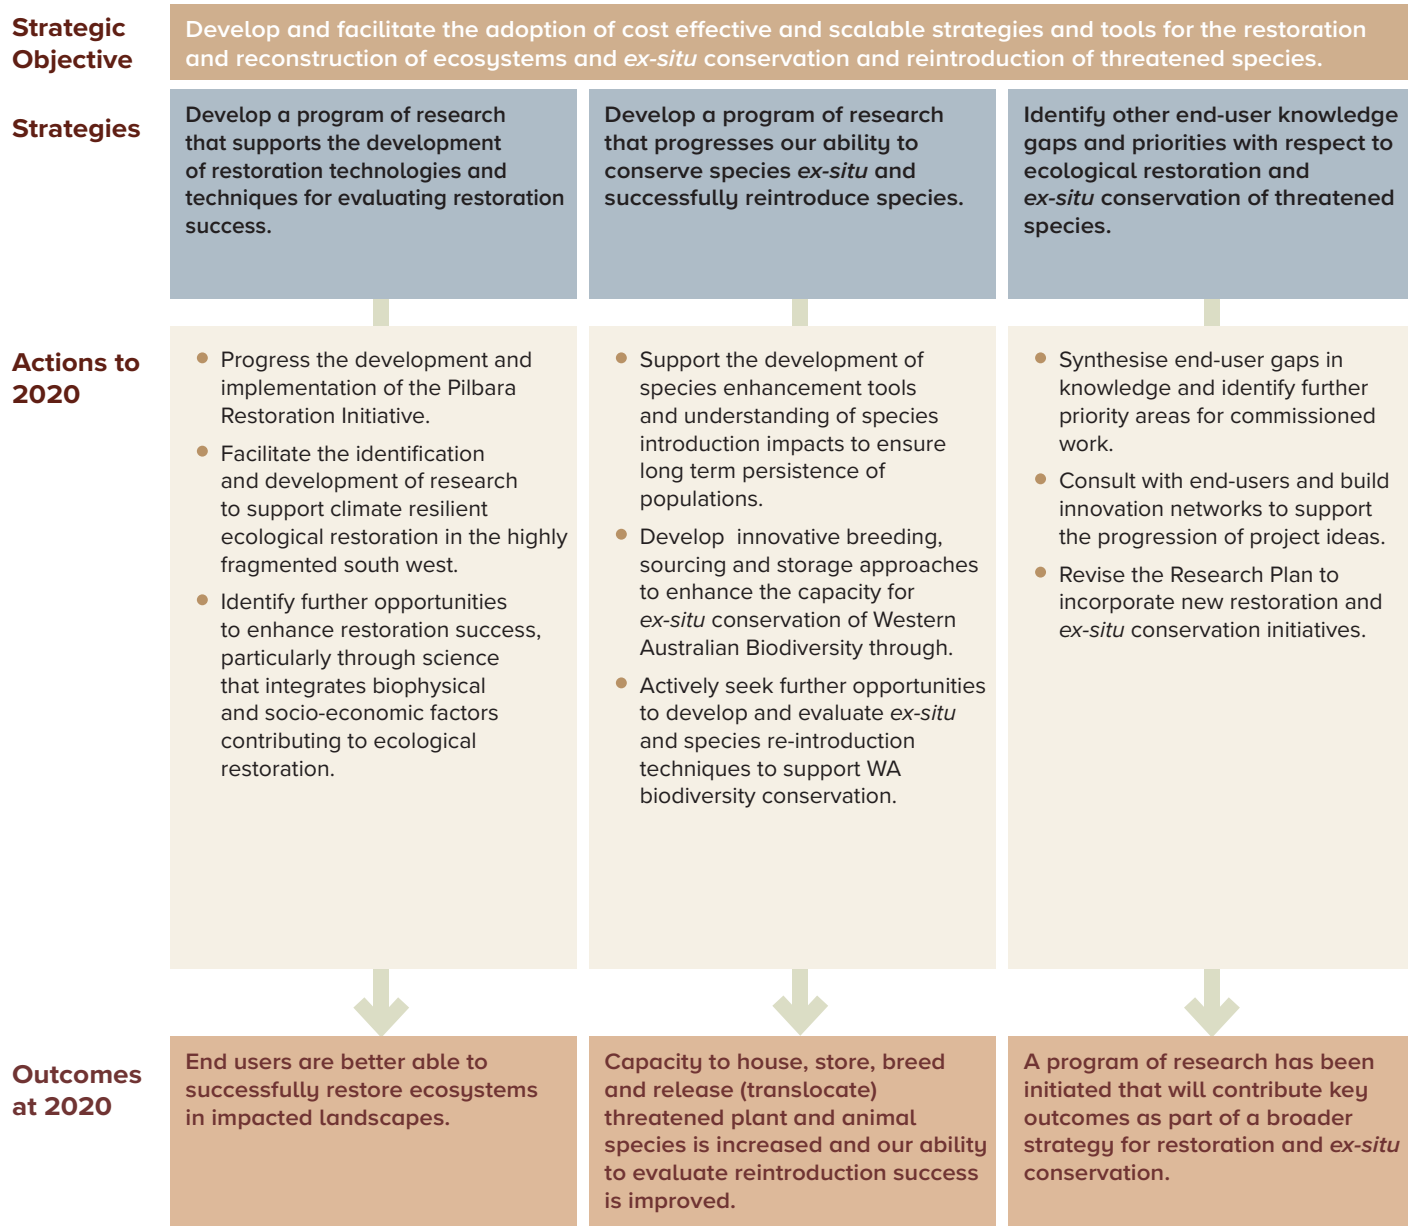 Strategic
Objective
Develop and facilitate the adoption of cost effective and scalable strategies and tools for the restoration
and reconstruction of ecosystems and ex-situ conservation and reintroduction of threatened species.
Strategies
Develop a program of research
that supports the development
of restoration technologies and
techniques for evaluating restoration
success.
Develop a program of research
that progresses our ability to
conserve species ex-situ and
successfully reintroduce species.
Identify other end-user knowledge
gaps and priorities with respect to
ecological restoration and
ex-situ conservation of threatened
species.
Actions to
2020
• Progress the development and
implementation of the Pilbara
Restoration Initiative.
• Facilitate the identification
and development of research
to support climate resilient
ecological restoration in the highly
fragmented south west.
• Identify further opportunities
to enhance restoration success,
particularly through science
that integrates biophysical
and socio-economic factors
contributing to ecological
restoration.
• Support the development of
species enhancement tools
and understanding of species
introduction impacts to ensure
long term persistence of
populations.
• Develop  innovative breeding,
sourcing and storage approaches
to enhance the capacity for
ex-situ conservation of Western
Australian Biodiversity through.
• Actively seek further opportunities
to develop and evaluate ex-situ
and species re-introduction
techniques to support WA
biodiversity conservation.
• Synthesise end-user gaps in
knowledge and identify further
priority areas for commissioned
work.
• Consult with end-users and build
innovation networks to support
the progression of project ideas.
• Revise the Research Plan to
incorporate new restoration and
ex-situ conservation initiatives.
Outcomes
at 2020
End users are better able to
successfully restore ecosystems
in impacted landscapes.
Capacity to house, store, breed
and release (translocate)
threatened plant and animal
species is increased and our ability
to evaluate reintroduction success
is improved.
A program of research has been
initiated that will contribute key
outcomes as part of a broader
strategy for restoration and ex-situ
conservation.